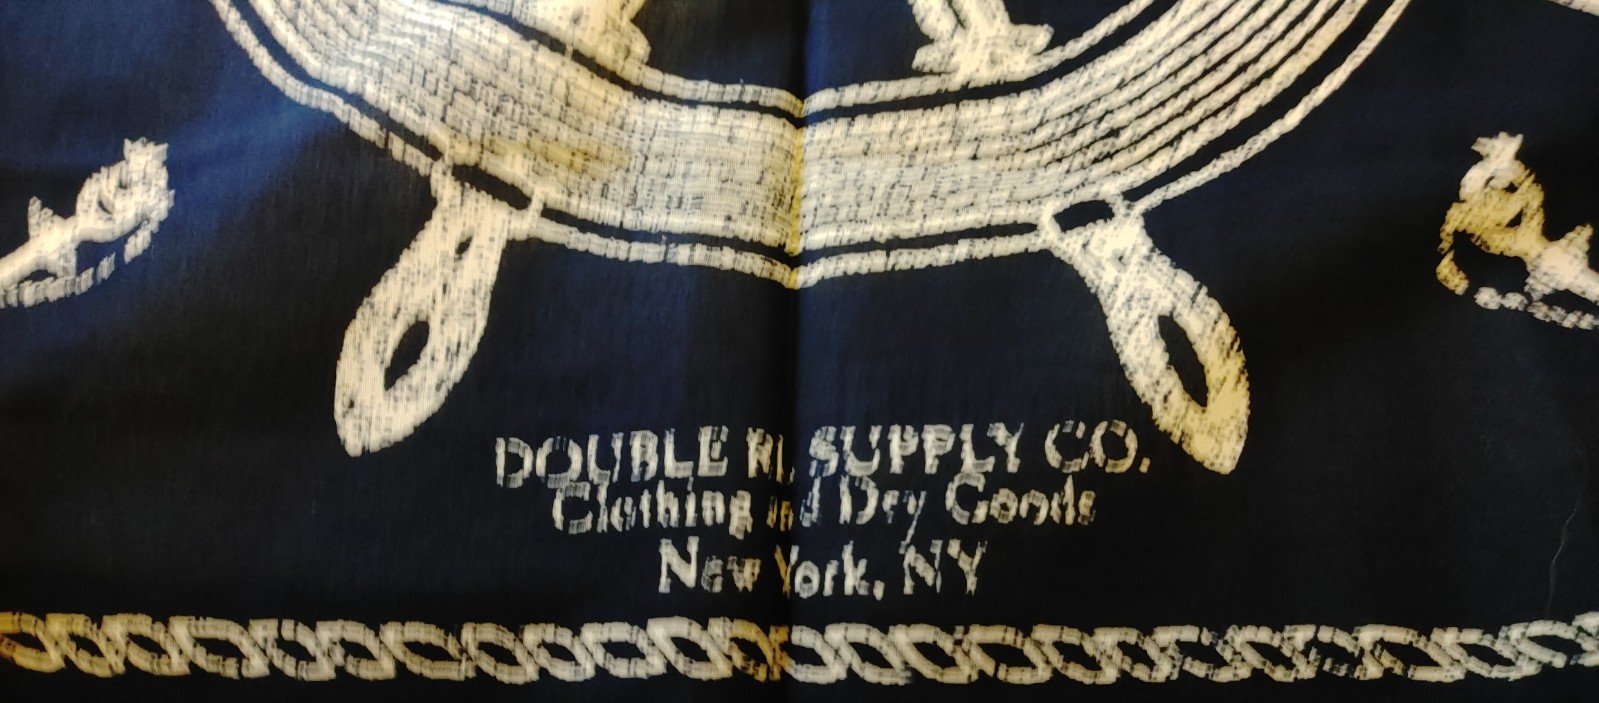 DOUBLE RL SUPPLY CO.
Clothing and Dry Goods
New York, NY